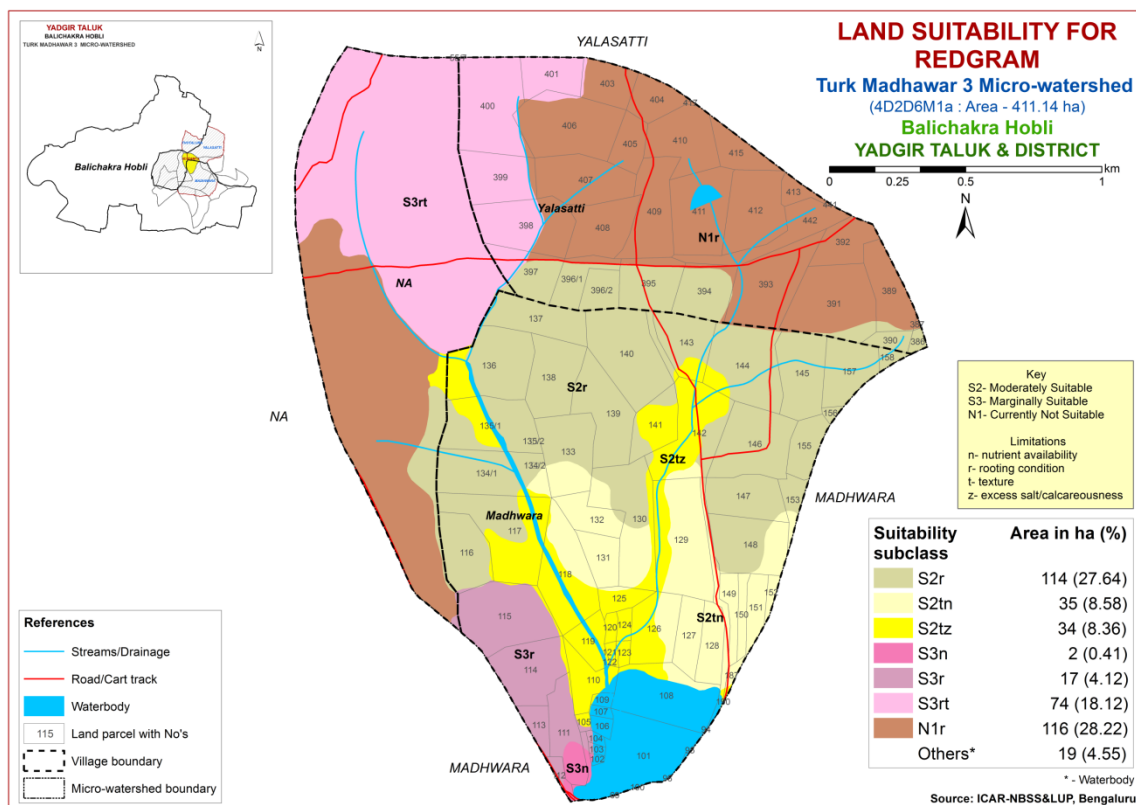 YADGIR TALUK
BALICHAKRA HOBLI
TURK MADHAWAR 3 MICRO-WATERSHED
N
Balichakra Hobli
YALASATTI
LAND SUITABILITY FOR
REDGRAM
Turk Madhawar 3 Micro-watershed
(4D2D6M1a : Area - 411.14 ha)
Balichakra Hobli
YADGIR TALUK & DISTRICT
km
0 0.25 0.5 1
N
YALASATTI
401
403
404
400
406
405
410
415
399
407
413
S3rt
Yalasatti
409
411
412
442
398
408
N1r
392
397
396/1
396/2
395
394
393
391
389
NA
137
390
386
143
158
136
140
144
145
157
138
S2r
139
NA
141
142
156
135/1
135/2
133
S2tz
146
155
134/1
134/2
147
153
MADHWARA
Madhwara
117
132
130
129
148
116
131
118
125
149
150
151
115
120
124
126
S2tn
119
127
128
121
123
S3r
114
110
108
109
107
105
106
113
111
104
103
102
101
S3n
MADHWARA
Key
S2- Moderately Suitable
S3- Marginally Suitable
N1- Currently Not Suitable
Limitations
n- nutrient availability
r- rooting condition
t- texture
z- excess salt/calcareousness
Suitability subclass Area in ha (%)
S2r 114 (27.64)
S2tn 35 (8.58)
S2tz 34 (8.36)
S3n 2 (0.41)
S3r 17 (4.12)
S3rt 74 (18.12)
N1r 116 (28.22)
Others* 19 (4.55)
* - Waterbody
Source: ICAR-NBSS&LUP, Bengaluru
References
Streams/Drainage
Road/Cart track
Waterbody
115 Land parcel with No's
Village boundary
Micro-watershed boundary